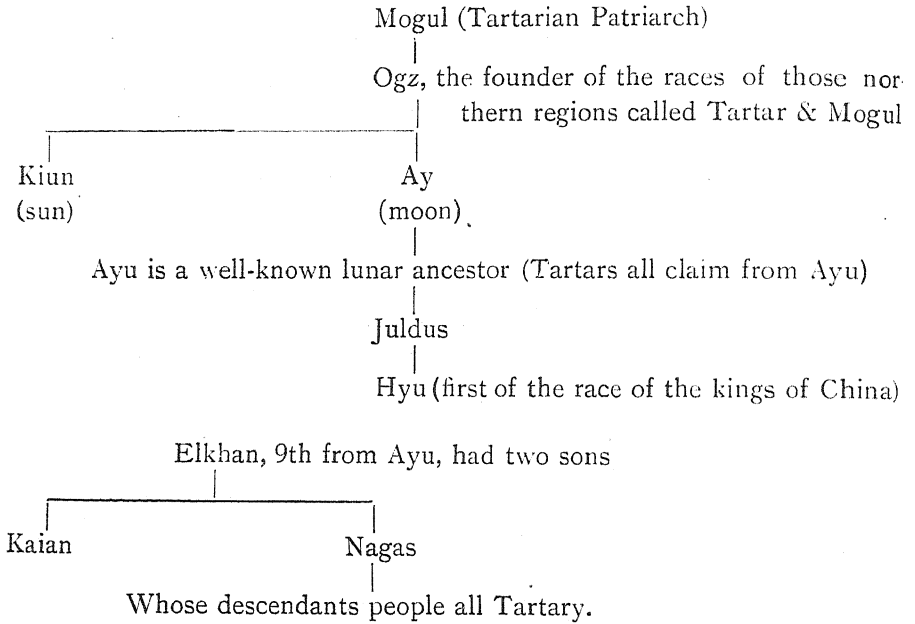 Mogul (Tartarian Patriarch)
Ogz, the founder of the races of those nor-
thern regions called Tartar & Mogul
Kiun
Ay
(sun)
(moon)
Ayu is a well-known lunar ancestor (Tartars all claim from Ayu)
Juldus
Hyu (first of the race of the kings of China)
Elkhan, 9th from Ayu, had two sons
Kaian
Nagas
Whose descendants people all Tartary.